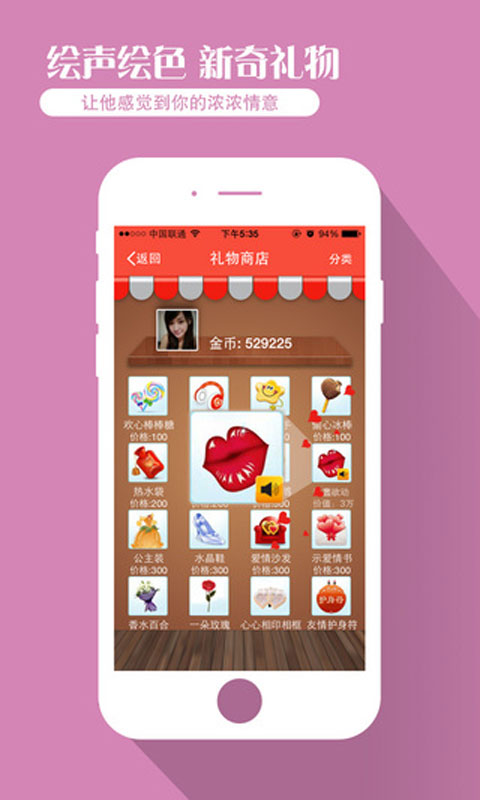 绘声绘色 新奇礼物
让他感觉到你的浓浓情意
中国联通 下午5:35 94%
返回 礼物商店 分类
金币: 529225
欢心棒棒糖
价格:100 心冰棒
价格:100
热水袋 欲动
价格:200 价值: 3万
公主装 水晶鞋 爱情沙发 示爱情书
价格:300 价格:300 价格:300 价格:300
护身符
香水百合 一朵玫瑰 心心相印相框 友情护身符